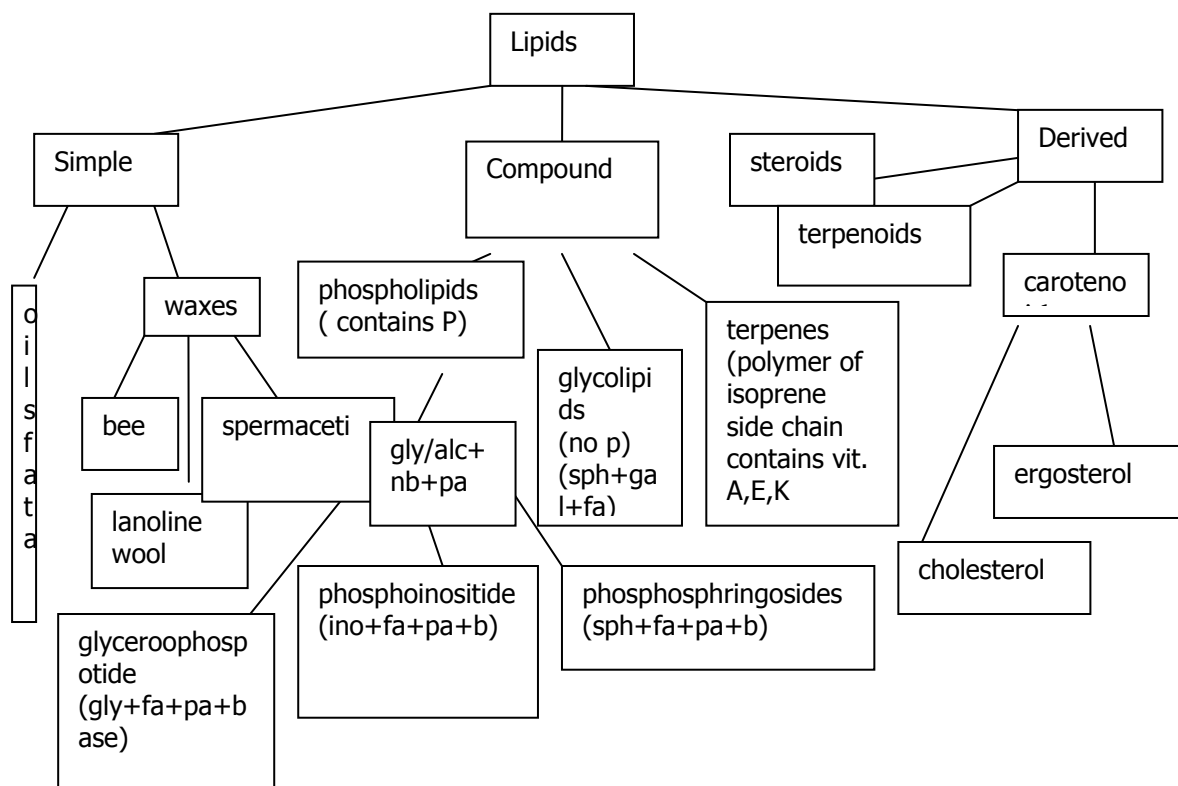 Lipids
Simple
Compound
steroids
Derived
terpenoids
o
i
l
s
f
a
t
a
waxes
phospholipids
( contains P)
caroteno
bee
spermaceti
lanoline
wool
gly/alc+
nb+pa
glycolipi
ds
(no p)
(sph+ga
l+fa)
terpenes
(polymer of
isoprene
side chain
contains vit.
A,E,K
ergosterol
cholesterol
glyceroophosp
otide
(gly+fa+pa+b
ase)
phosphoinositide
(ino+fa+pa+b)
phosphosphringosides
(sph+fa+pa+b)